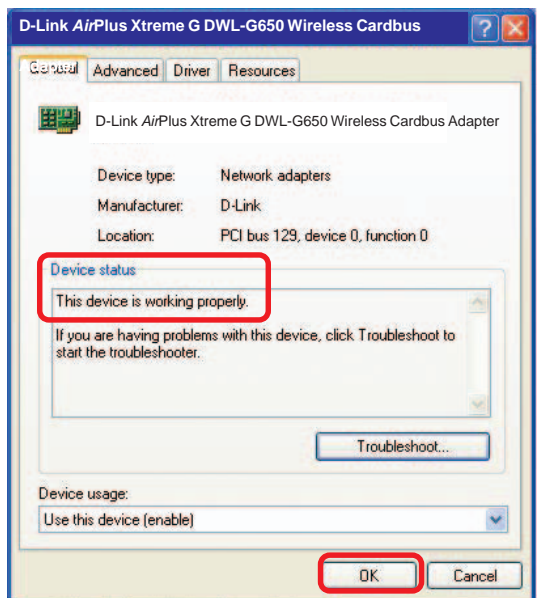 D-Link AirPlus Xtreme G DWL-G650 Wireless Cardbus
General Advanced Driver Resources
D-Link AirPlus Xtreme G DWL-G650 Wireless Cardbus Adapter
Device type: Network adapters
Manufacturer: D-Link
Location: PCI bus 129, device 0, function 0
Device status
This device is working properly.
If you are having problems with this device, click Troubleshoot to
start the troubleshooter.
Troubleshoot...
Device usage:
Use this device (enable)
OK Cancel